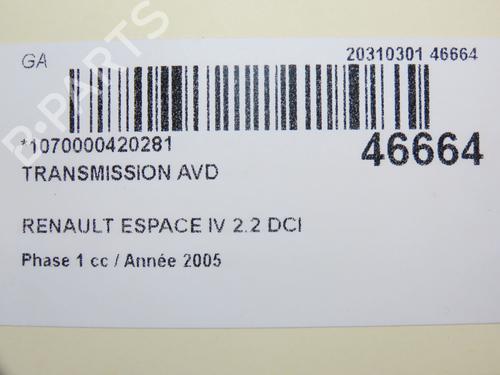 GA
20310301 46664
*1070000420281
46664
TRANSMISSION AVD
RENAULT ESPACE IV 2.2 DCI
Phase 1 cc / Année 2005
B-PARTS